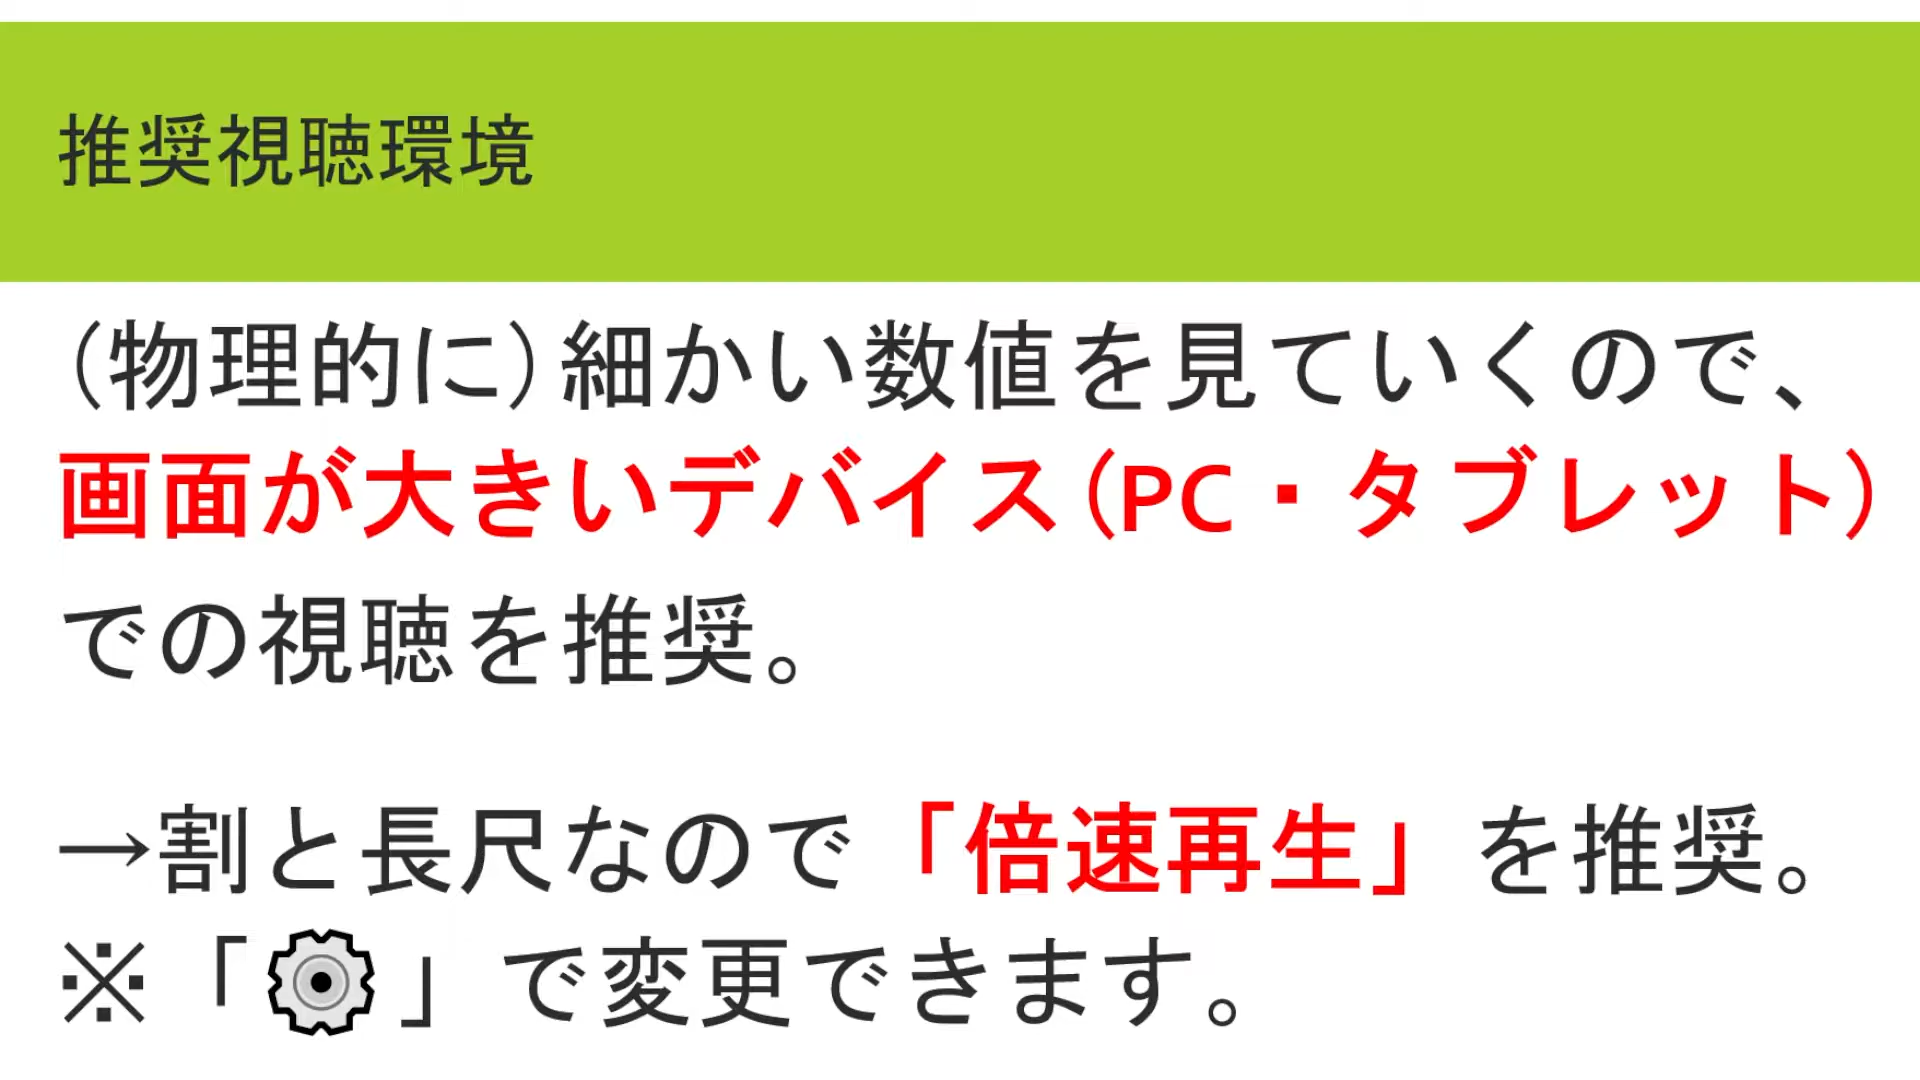 推奨視聴環境
(物理的に)細かい数値を見ていくので、
画面が大きいデバイス(PC・タブレット)
での視聴を推奨。
→割と長尺なので「倍速再生」を推奨。
※「」で変更できます。